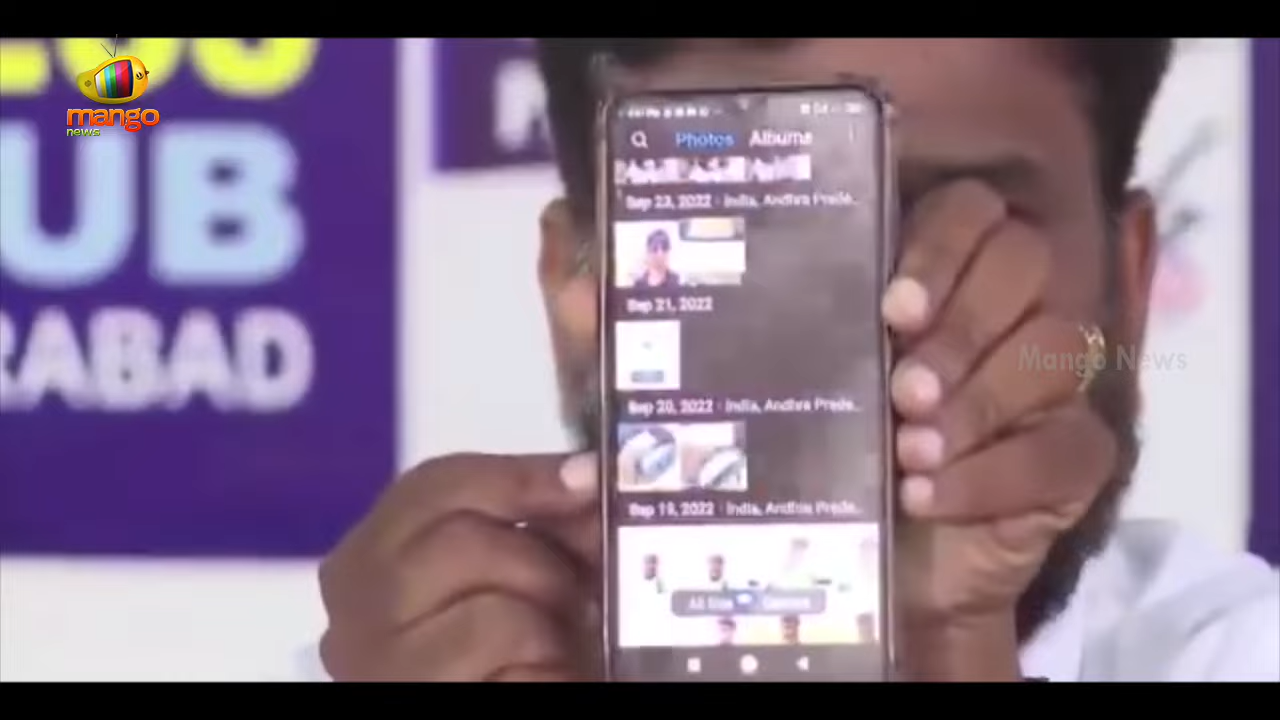 UB
RABAD
mango
news
Photos Albums
Sep 23, 2022 · India, Andhra Prade...
Sep 21, 2022
Sep 20, 2022 · India, Andhra Prade...
Sep 19, 2022 · India, Andhra Prade...
Mango News